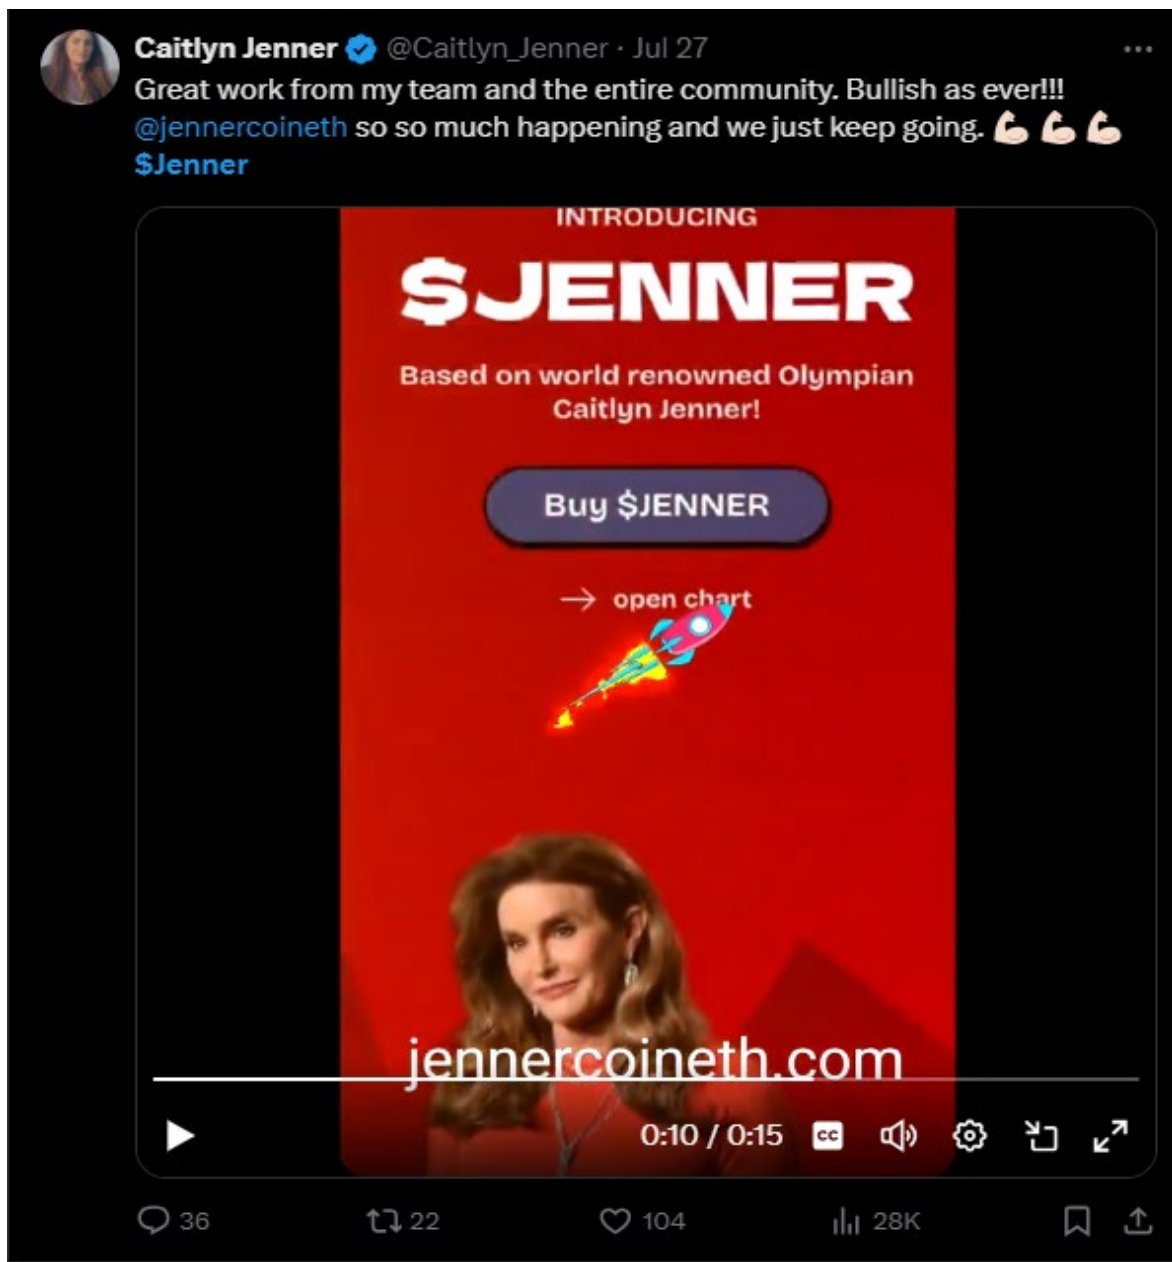 Caitlyn Jenner @Caitlyn_Jenner · Jul 27
Great work from my team and the entire community. Bullish as ever!!!
@jennercoineth so so much happening and we just keep going. 💪🏻 💪🏻 💪🏻
$Jenner
INTRODUCING
$JENNER
Based on world renowned Olympian
Caitlyn Jenner!
Buy $JENNER
→ open chart
jennercoineth.com
0:10 / 0:15 CC
36 22 104 28K